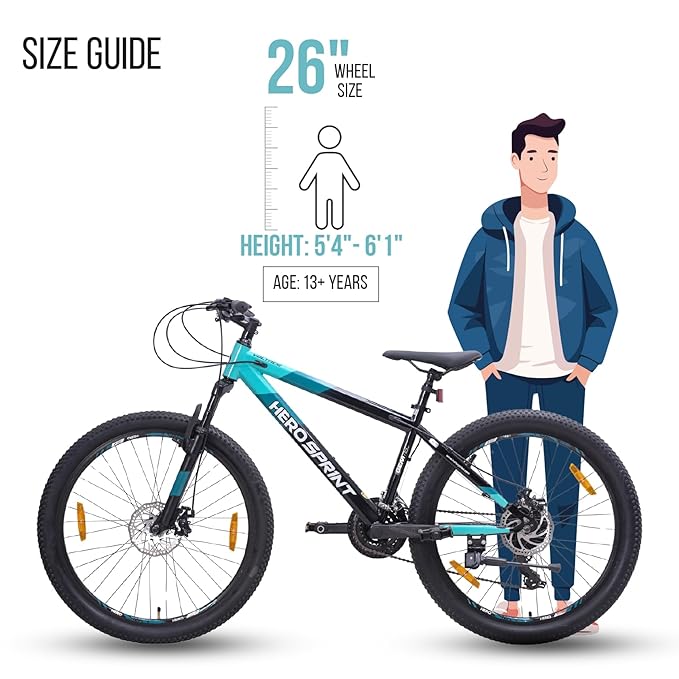 SIZE GUIDE
26" WHEEL
SIZE
HEIGHT: 5'4"- 6'1"
AGE: 13+ YEARS
HERO SPRINT